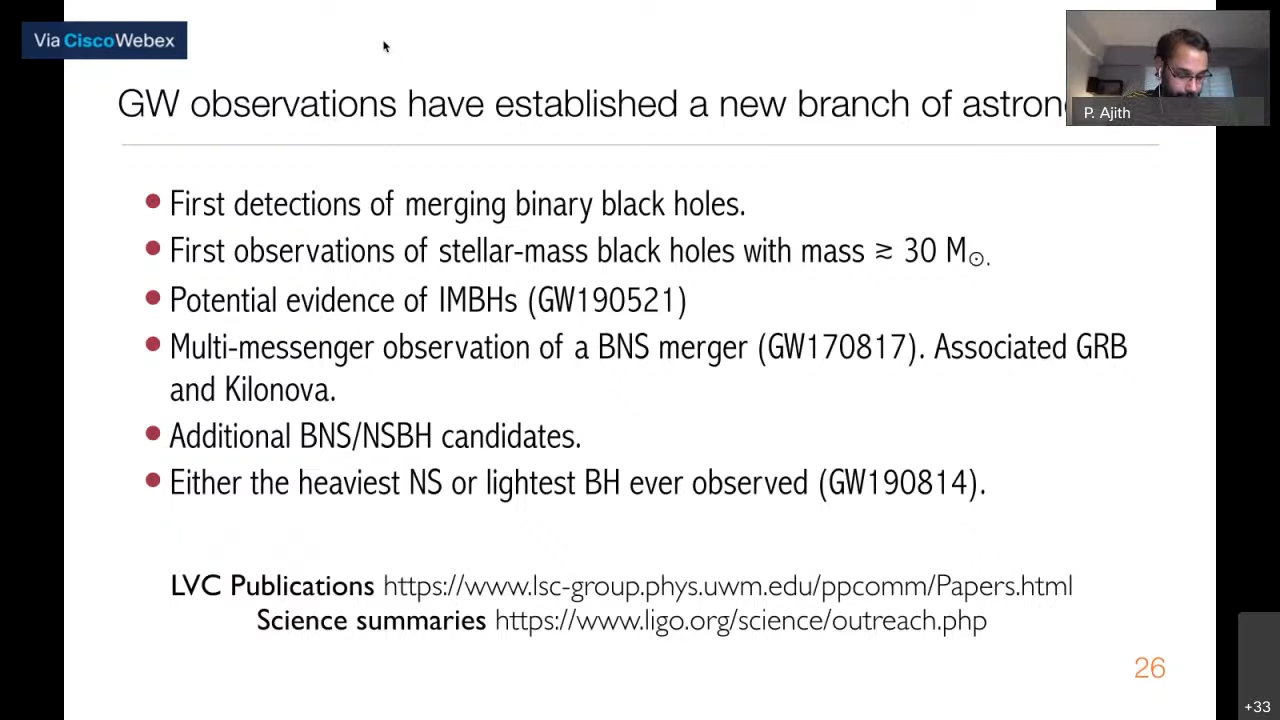 Via Cisco Webex
P. Ajith
GW observations have established a new branch of
• First detections of merging binary black holes.
• First observations of stellar-mass black holes with mass ≳ 30 M⊙.
• Potential evidence of IMBHs (GW190521)
• Multi-messenger observation of a BNS merger (GW170817). Associated GRB
and Kilonova.
• Additional BNS/NSBH candidates.
• Either the heaviest NS or lightest BH ever observed (GW190814).
LVC Publications https://www.lsc-group.phys.uwm.edu/ppcomm/Papers.html
Science summaries https://www.ligo.org/science/outreach.php
26
+33